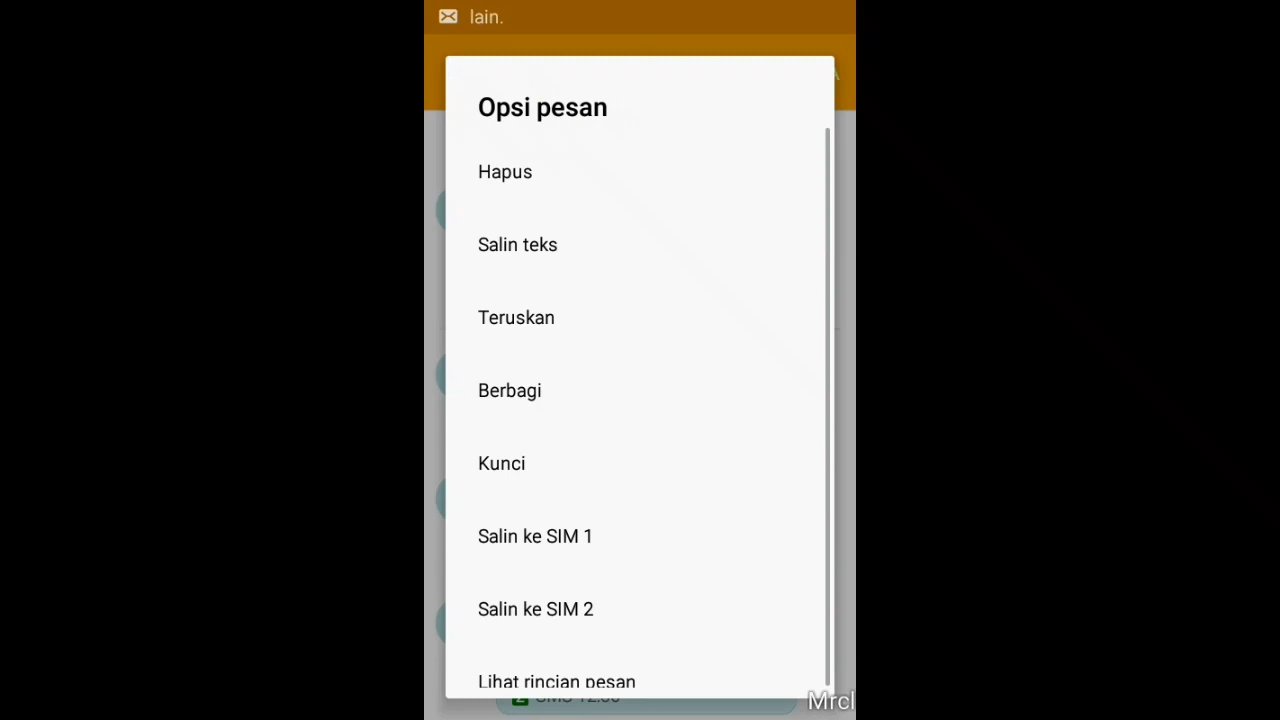 lain.
Opsi pesan
Hapus
Salin teks
Teruskan
Berbagi
Kunci
Salin ke SIM 1
Salin ke SIM 2
Lihat rincian pesan
Mrcl